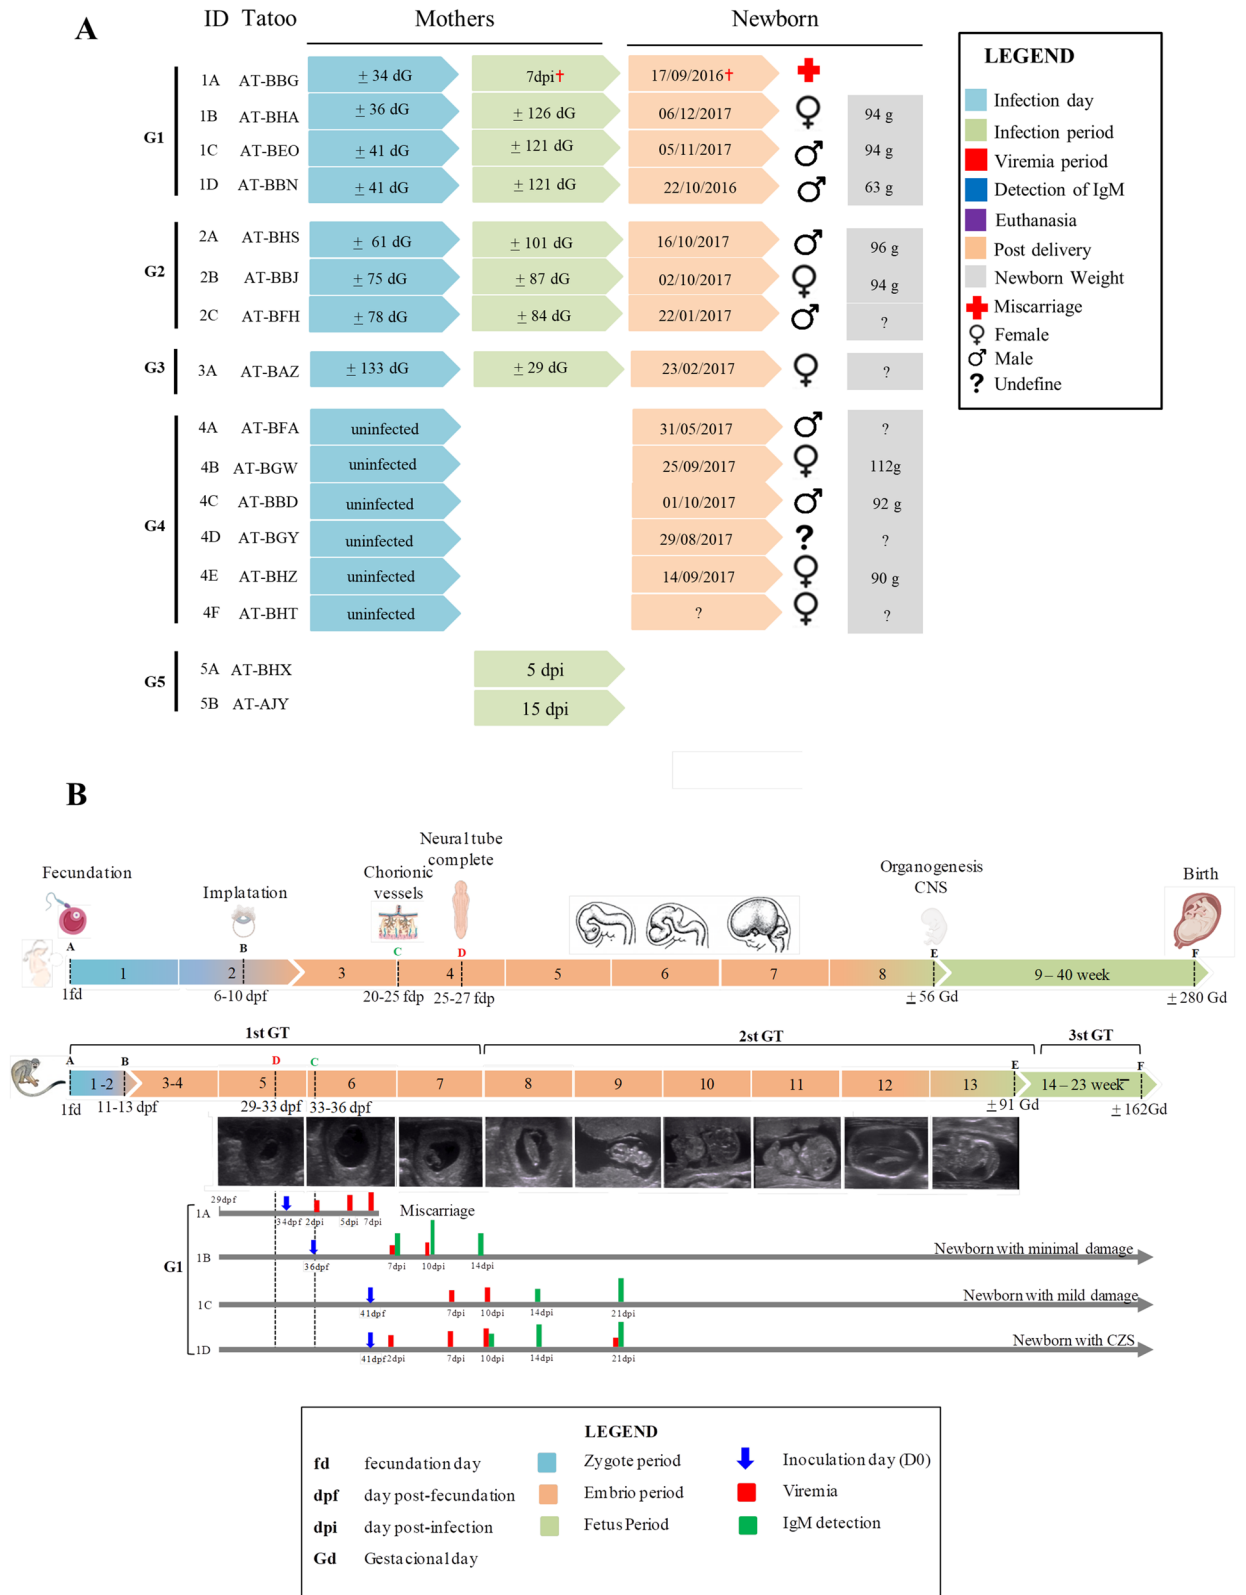 A
ID Tatoo Mothers Newborn
G1
1A AT-BBG ± 34 dG 7dpi† 17/09/2016†
1B AT-BHA ± 36 dG ± 126 dG 06/12/2017 ♀ 94 g
1C AT-BEO ± 41 dG ± 121 dG 05/11/2017 ♂ 94 g
1D AT-BBN ± 41 dG ± 121 dG 22/10/2016 ♂ 63 g
G2
2A AT-BHS ± 61 dG ± 101 dG 16/10/2017 ♂ 96 g
2B AT-BBJ ± 75 dG ± 87 dG 02/10/2017 ♀ 94 g
2C AT-BFH ± 78 dG ± 84 dG 22/01/2017 ♂ ?
G3
3A AT-BAZ ± 133 dG ± 29 dG 23/02/2017 ♀ ?
G4
4A AT-BFA uninfected 31/05/2017 ♂ ?
4B AT-BGW uninfected 25/09/2017 ♀ 112g
4C AT-BBD uninfected 01/10/2017 ♂ 92 g
4D AT-BGY uninfected 29/08/2017 ? ?
4E AT-BHZ uninfected 14/09/2017 ♀ 90 g
4F AT-BHT uninfected ? ♀ ?
G5
5A AT-BHX 5 dpi
5B AT-AJY 15 dpi
LEGEND
Infection day
Infection period
Viremia period
Detection of IgM
Euthanasia
Post delivery
Newborn Weight
Miscarriage
♀ Female
♂ Male
? Undefine
B
Fecundation
Implatation
Chorionic
vessels
Neural tube
complete
Organogenesis
CNS
Birth
A B C D E F
1 2 3 4 5 6 7 8 9 – 40 week
1fd 6-10 dpf 20-25 fdp 25-27 fdp ± 56 Gd ± 280 Gd
1st GT 2st GT 3st GT
A B D C E F
1 -2 3-4 5 6 7 8 9 10 11 12 13 14 – 23 week
1fd 11-13 dpf 29-33 dpf 33-36 dpf ± 91 Gd ± 162Gd
G1
29dpf
1A 34dpf 2dpi 5dpi 7dpi Miscarriage
1B 36dpf 7dpi 10dpi 14dpi Newborn with minimal damage
1C 41dpf 7dpi 10dpi 14dpi 21dpi Newborn with mild damage
1D 41dpf 2dpi 7dpi 10dpi 14dpi 21dpi Newborn with CZS
LEGEND
fd fecundation day Zygote period Inoculation day (D0)
dpf day post-fecundation Embrio period Viremia
dpi day post-infection Fetus Period IgM detection
Gd Gestacional day